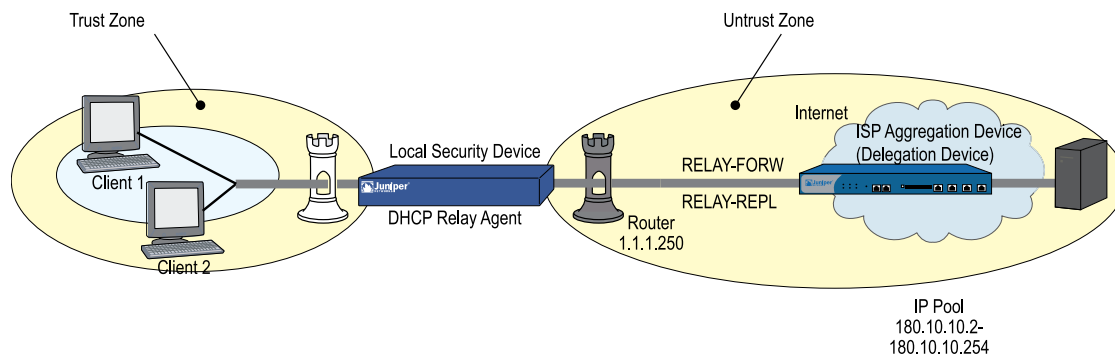 Trust Zone
Untrust Zone
Internet
ISP Aggregation Device
(Delegation Device)
Local Security Device
Juniper
DHCP Relay Agent
Client 1
Client 2
RELAY-FORW
RELAY-REPL
Router
1.1.1.250
IP Pool
180.10.10.2-
180.10.10.254